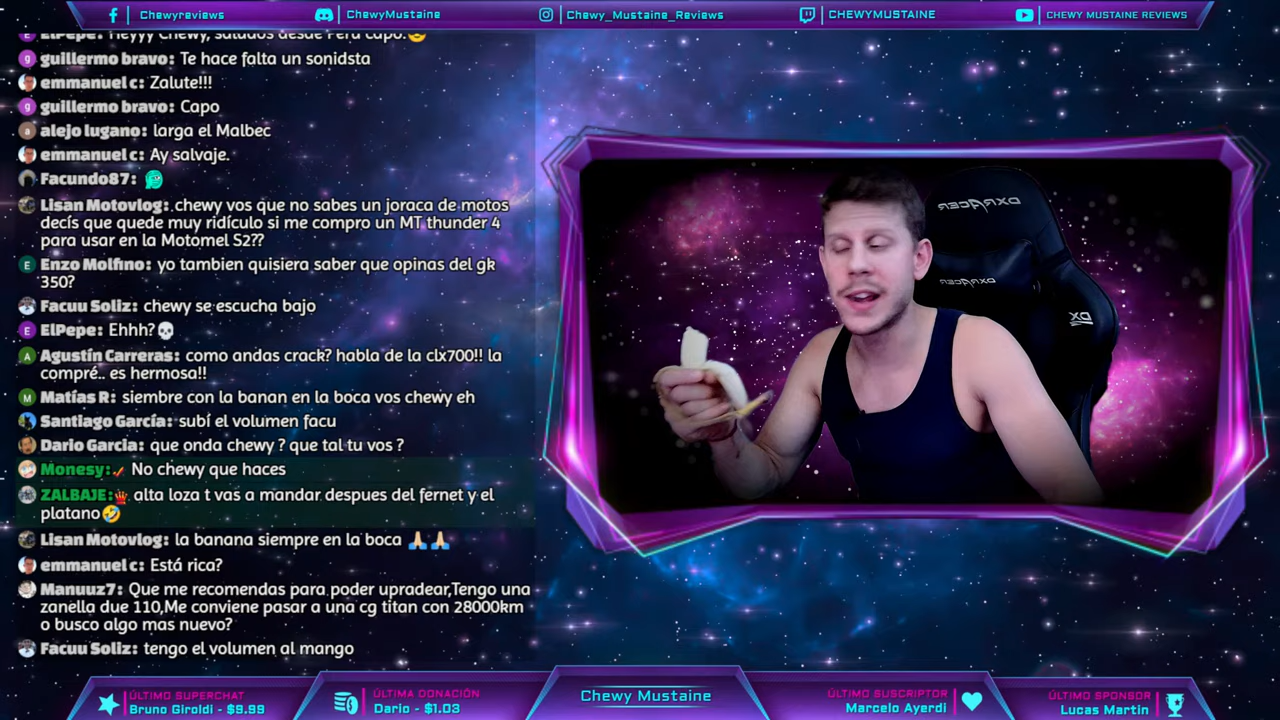 Chewyreviews
ChewyMustaine
Chewy_Mustaine_Reviews
CHEWYMUSTAINE
CHEWY MUSTAINE REVIEWS
E ElPepe: Heyyy Chewy, saludos desde Perú capo.
g guillermo bravo: Te hace falta un sonidsta
emmanuel c: Zalute!!!
g guillermo bravo: Capo
a alejo lugano: larga el Malbec
emmanuel c: Ay salvaje.
Facundo87:
Lisan Motovlog: chewy vos que no sabes un joraca de motos
decís que quede muy ridículo si me compro un MT thunder 4
para usar en la Motomel S2??
E Enzo Molfino: yo tambien quisiera saber que opinas del gk
350?
Facuu Soliz: chewy se escucha bajo
E ElPepe: Ehhh?💀
A Agustín Carreras: como andas crack? habla de la clx700!! la
compré.. es hermosa!!
M Matías R: siembre con la banan en la boca vos chewy eh
Santiago García: subí el volumen facu
Dario Garcia: que onda chewy ? que tal tu vos ?
Monesy: No chewy que haces
ZALBAJE: alta loza t vas a mandar despues del fernet y el
platano🤣
Lisan Motovlog: la banana siempre en la boca 🙏🙏
emmanuel c: Está rica?
Manuuz7: Que me recomendas para poder upradear,Tengo una
zanella due 110,Me conviene pasar a una cg titan con 28000km
o busco algo mas nuevo?
Facuu Soliz: tengo el volumen al mango
DXRACER
DXRACER
DX
ÚLTIMO SUPERCHAT
Bruno Giroldi - $9.99
ÚLTIMA DONACIÓN
Dario - $1.03
Chewy Mustaine
ÚLTIMO SUSCRIPTOR
Marcelo Ayerdi
ÚLTIMO SPONSOR
Lucas Martin